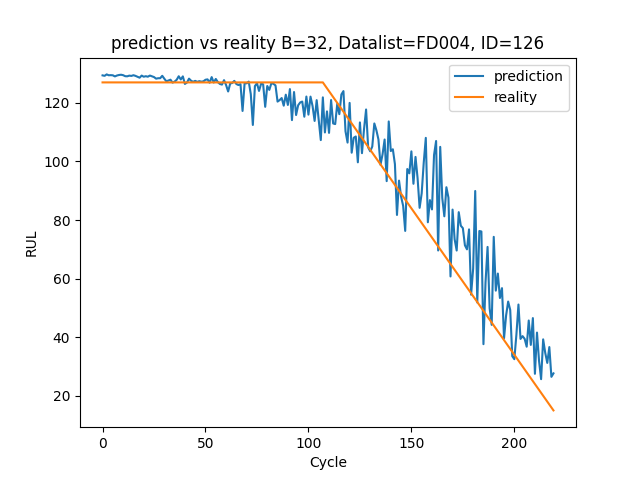 prediction vs reality B=32, Datalist=FD004, ID=126
prediction
reality
RUL
120
100
80
60
40
20
0 50 100 150 200
Cycle